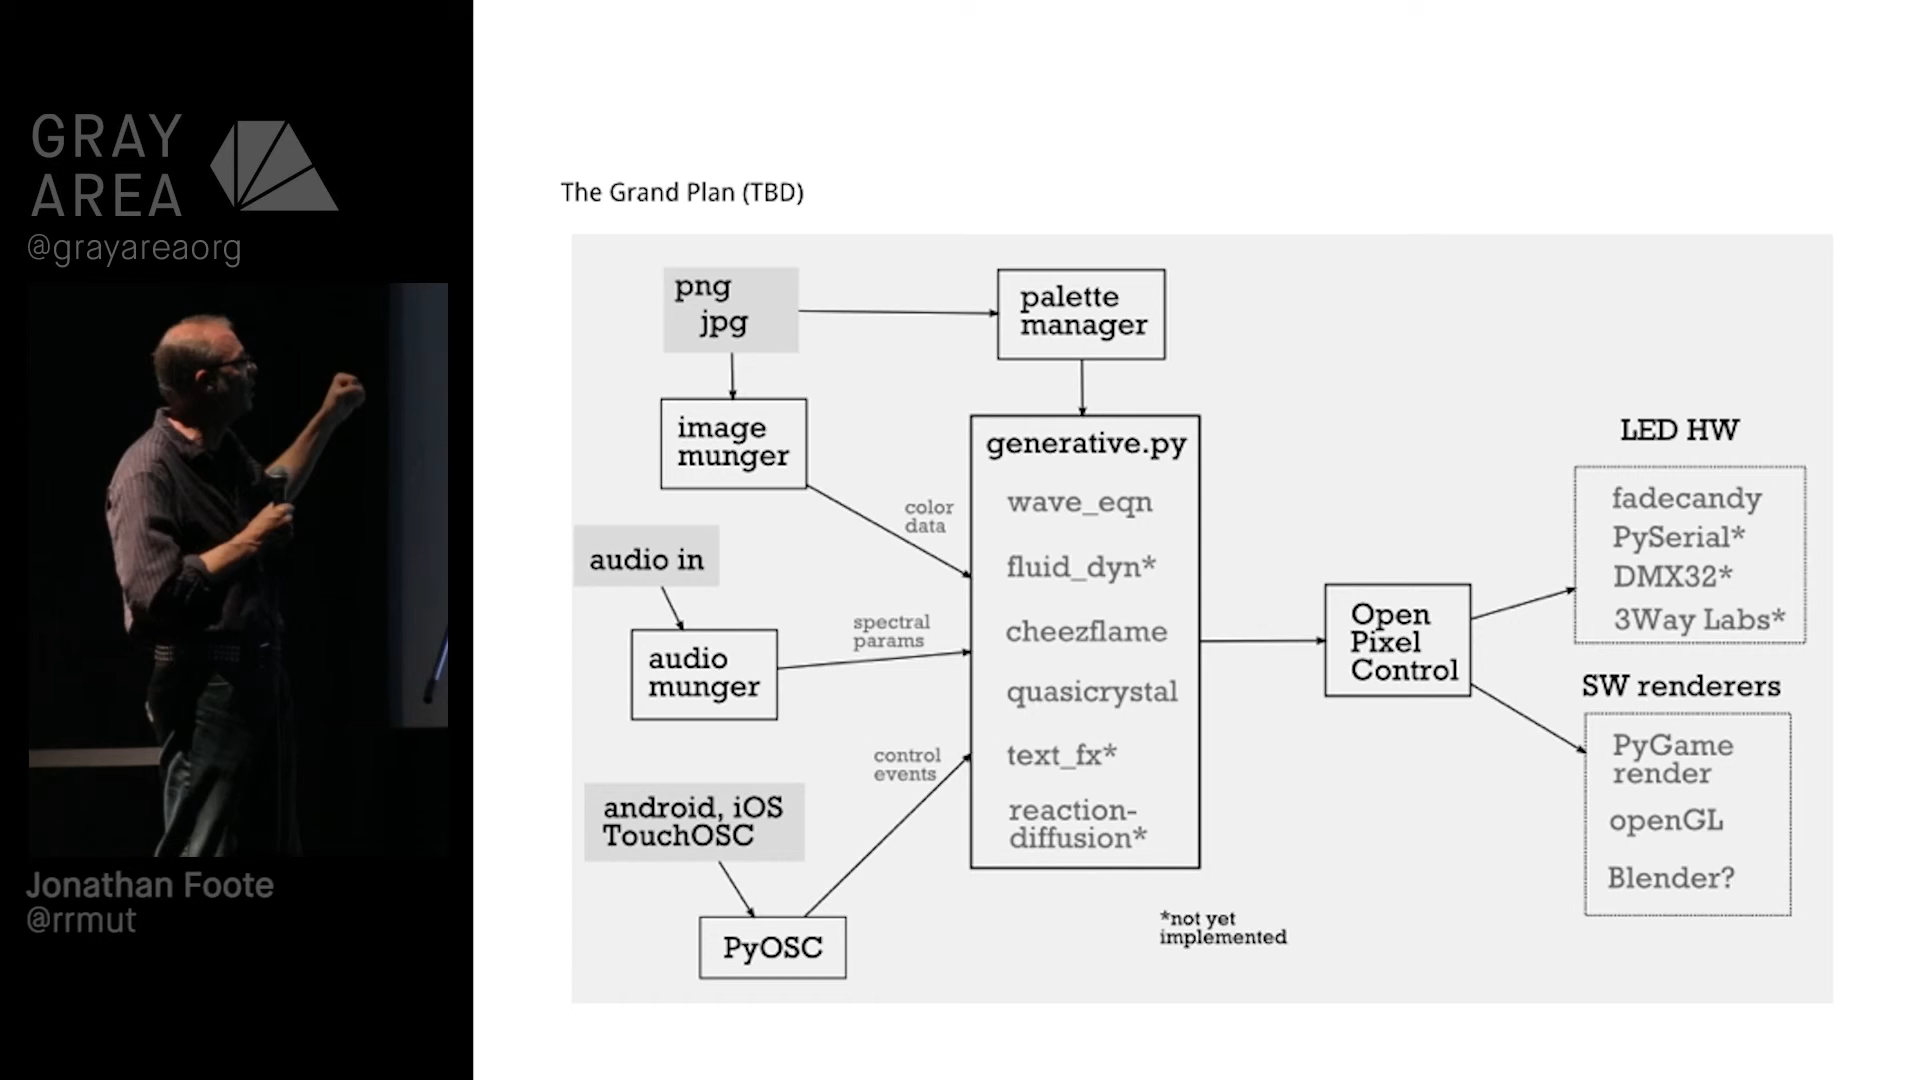 GRAY
AREA
@grayareaorg
Jonathan Foote
@rrmut
The Grand Plan (TBD)
png
jpg
palette
manager
image
munger
color
data
audio in
spectral
params
audio
munger
control
events
android, iOS
TouchOSC
PyOSC
generative.py
wave_eqn
fluid_dyn*
cheezflame
quasicrystal
text_fx*
reaction-
diffusion*
*not yet
implemented
Open
Pixel
Control
LED HW
fadecandy
PySerial*
DMX32*
3Way Labs*
SW renderers
PyGame
render
openGL
Blender?